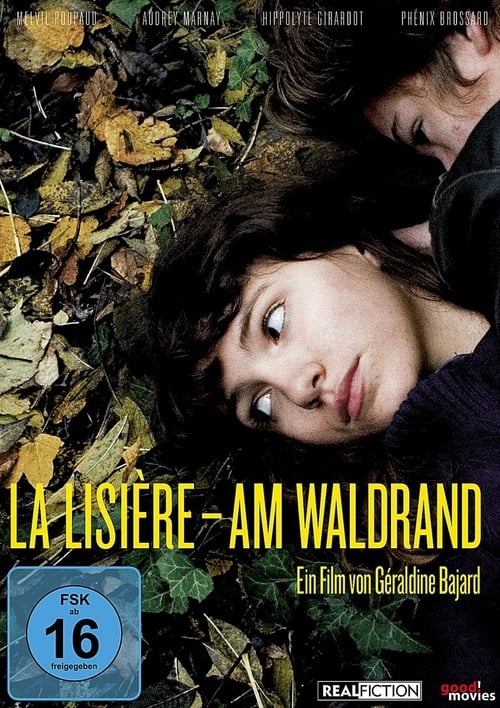 MELVIL POUPAUD AUDREY MARNAY HIPPOLYTE GIRARDOT PHÉNIX BROSSARD
LA LISIÈRE – AM WALDRAND
Ein Film von Géraldine Bajard
FSK
ab
16
freigegeben
REALFICTION
good!
movies